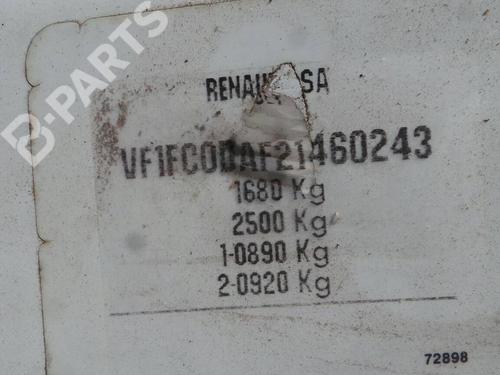 B-PARTS
RENAULT SA
VF1FC0DAF21460243
1680 Kg
2500 Kg
1-0890 Kg
2-0920 Kg
72898